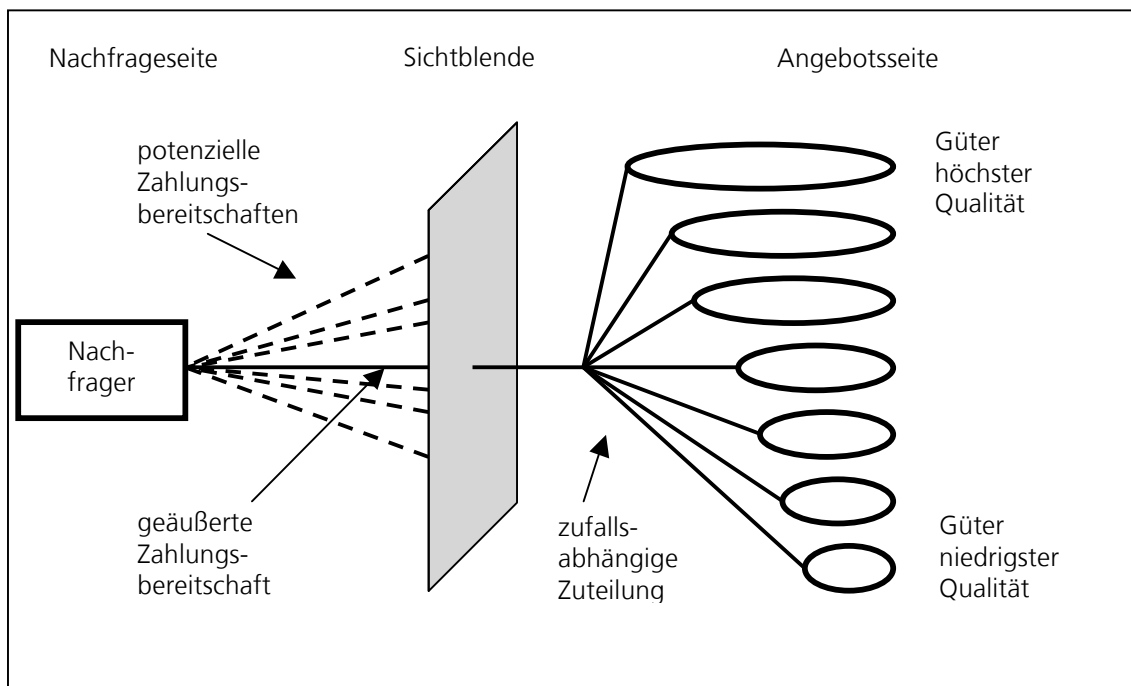 Nachfrageseite
Sichtblende
Angebotsseite
potenzielle
Zahlungs-
bereitschaften
Güter
höchster
Qualität
Nach-
frager
geäußerte
Zahlungs-
bereitschaft
zufalls-
abhängige
Zuteilung
Güter
niedrigster
Qualität